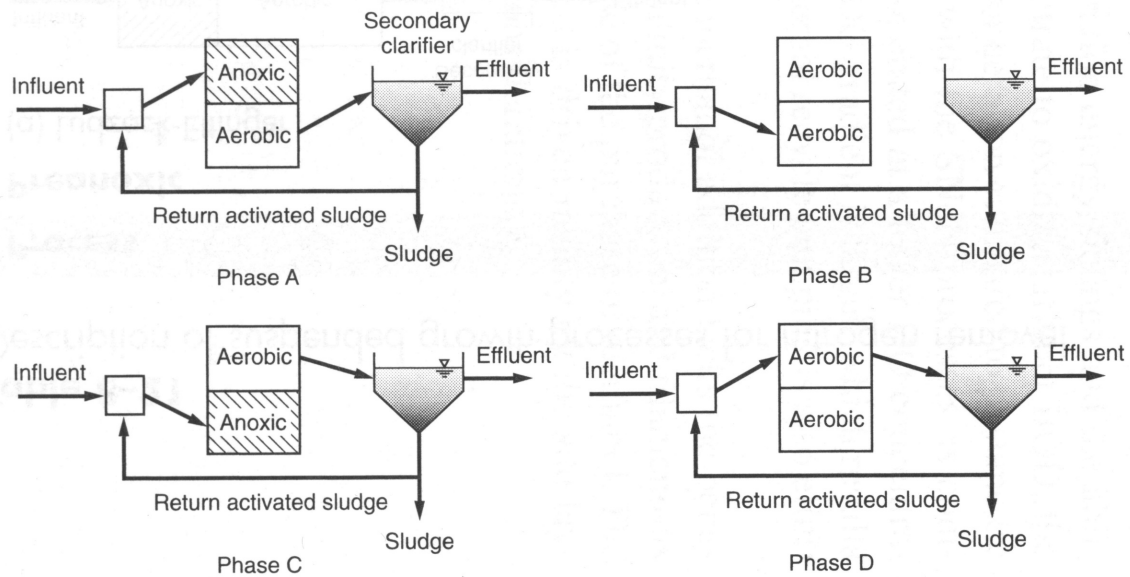 Secondary
clarifier
Influent
Anoxic
Aerobic
Effluent
Return activated sludge
Sludge
Phase A
Influent
Aerobic
Aerobic
Effluent
Return activated sludge
Sludge
Phase B
Influent
Aerobic
Anoxic
Effluent
Return activated sludge
Sludge
Phase C
Influent
Aerobic
Aerobic
Effluent
Return activated sludge
Sludge
Phase D